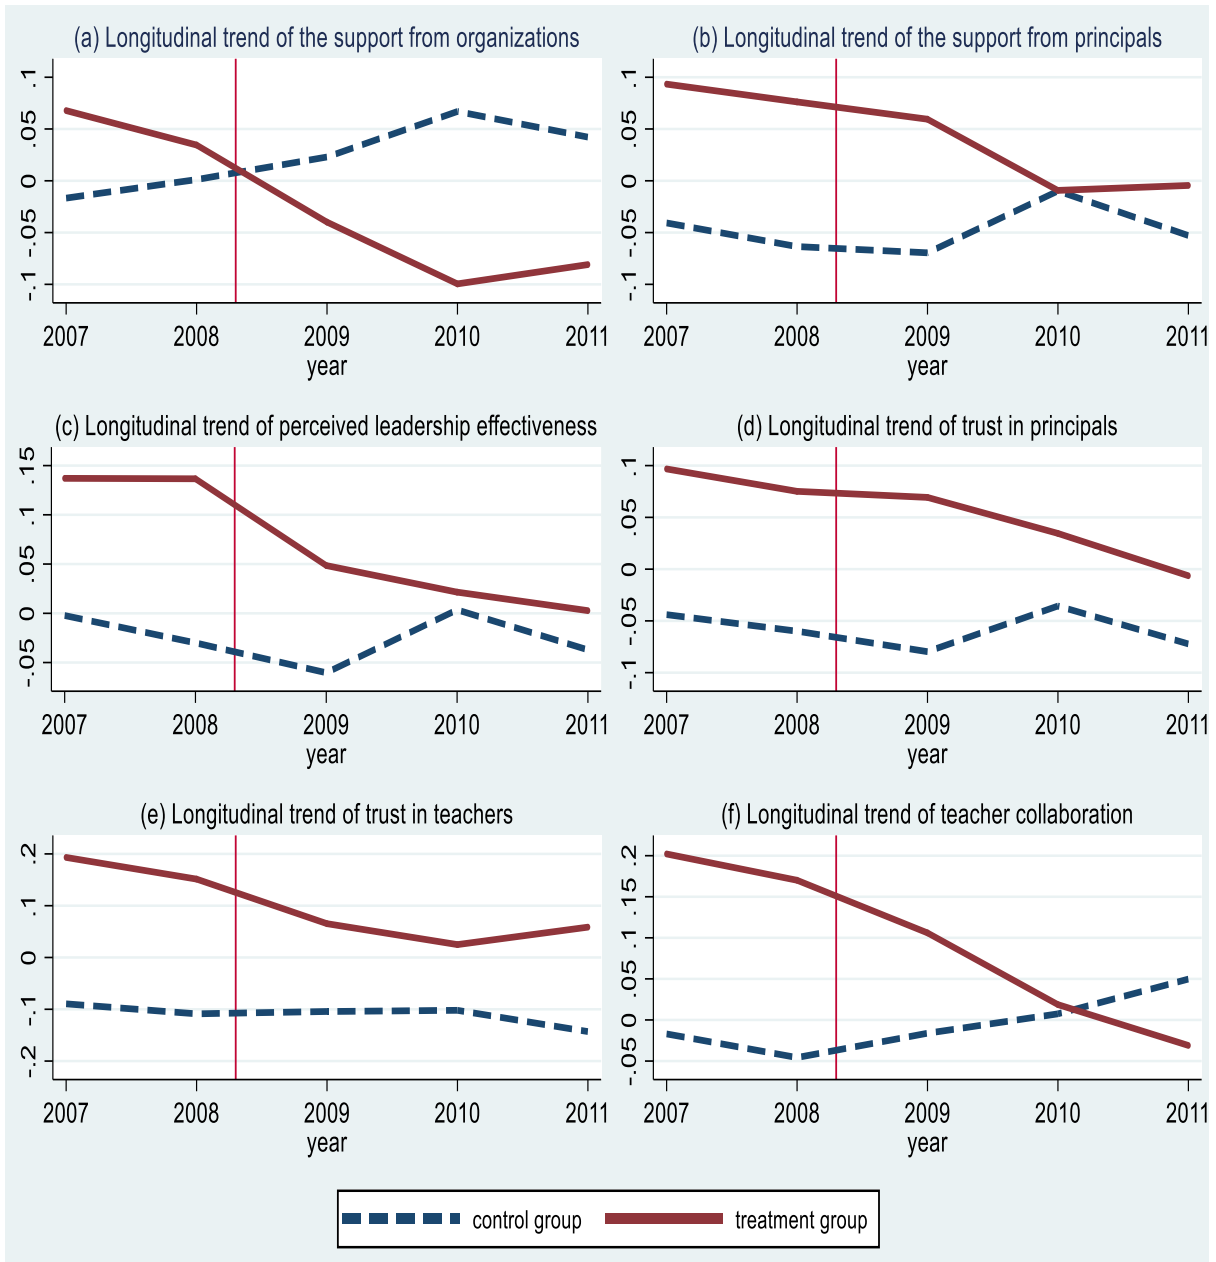 (a) Longitudinal trend of the support from organizations
.1
.05
0
-.05
-.1
2007 2008 2009 2010 2011
year
(b) Longitudinal trend of the support from principals
.1
.05
0
-.05
-.1
2007 2008 2009 2010 2011
year
(c) Longitudinal trend of perceived leadership effectiveness
.15
.1
.05
0
-.05
2007 2008 2009 2010 2011
year
(d) Longitudinal trend of trust in principals
.1
.05
0
-.05
-.1
2007 2008 2009 2010 2011
year
(e) Longitudinal trend of trust in teachers
.2
.1
0
-.1
-.2
2007 2008 2009 2010 2011
year
(f) Longitudinal trend of teacher collaboration
.2
.15
.1
.05
0
-.05
2007 2008 2009 2010 2011
year
control group treatment group